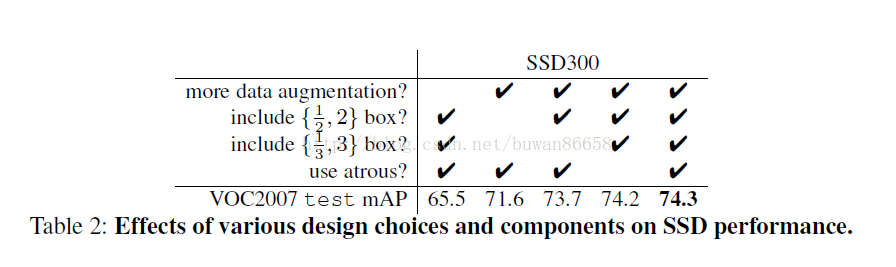 SSD300
more data augmentation? ✔ ✔ ✔ ✔
include {1/2, 2} box? ✔ ✔ ✔ ✔
include {1/3, 3} box? ✔ ✔ ✔
use atrous? ✔ ✔ ✔ ✔
VOC2007 test mAP 65.5 71.6 73.7 74.2 74.3
Table 2: Effects of various design choices and components on SSD performance.
http://blog.csdn.net/buwan86658